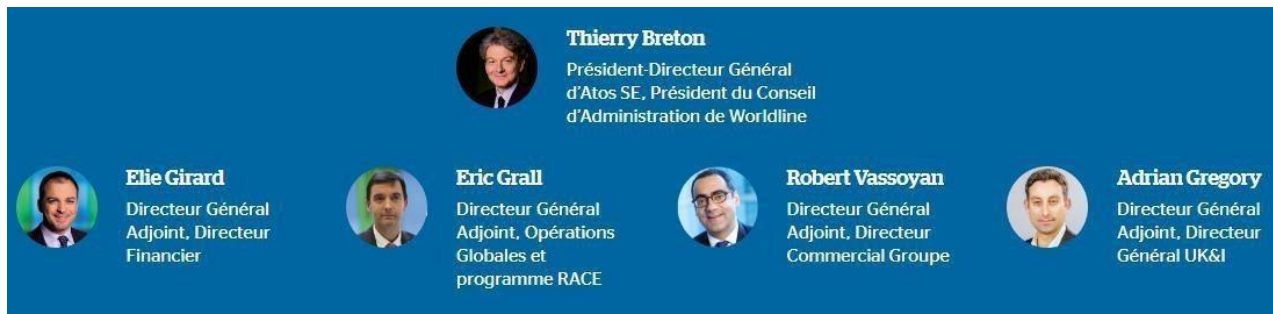 Thierry Breton
Président-Directeur Général
d'Atos SE, Président du Conseil
d'Administration de Worldline
Elie Girard
Directeur Général
Adjoint, Directeur
Financier
Eric Grall
Directeur Général
Adjoint, Opérations
Globales et
programme RACE
Robert Vassoyan
Directeur Général
Adjoint, Directeur
Commercial Groupe
Adrian Gregory
Directeur Général
Adjoint, Directeur
Général UK&I